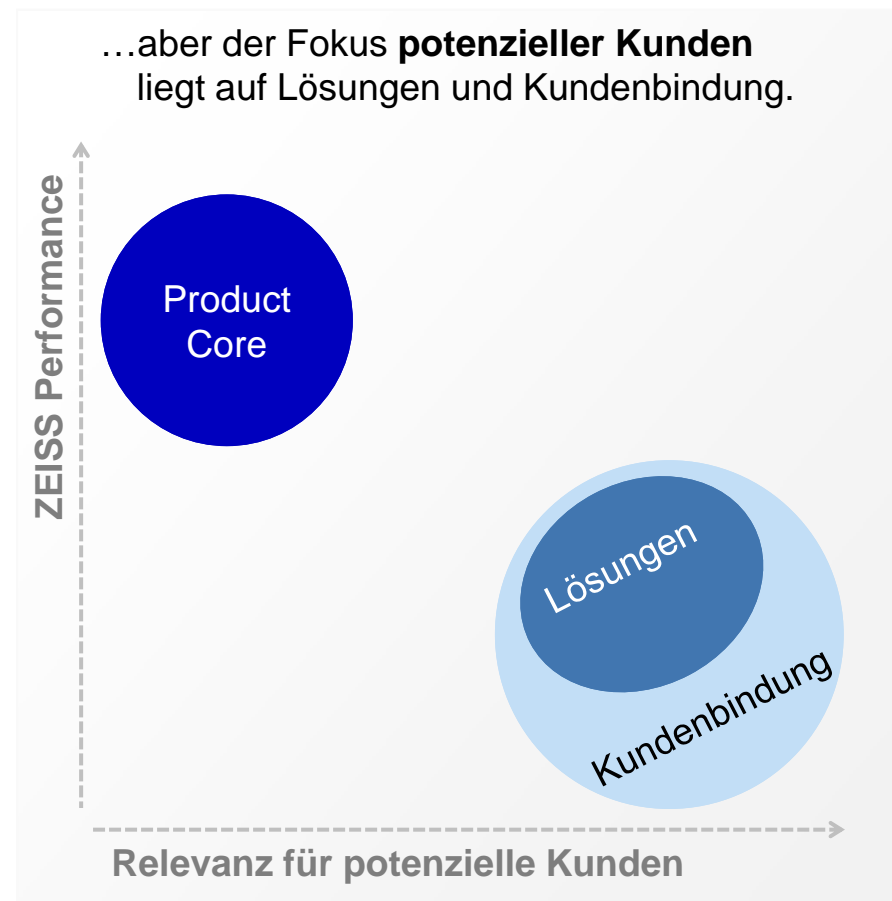 …aber der Fokus potenzieller Kunden
liegt auf Lösungen und Kundenbindung.
ZEISS Performance
Product
Core
Lösungen
Kundenbindung
Relevanz für potenzielle Kunden